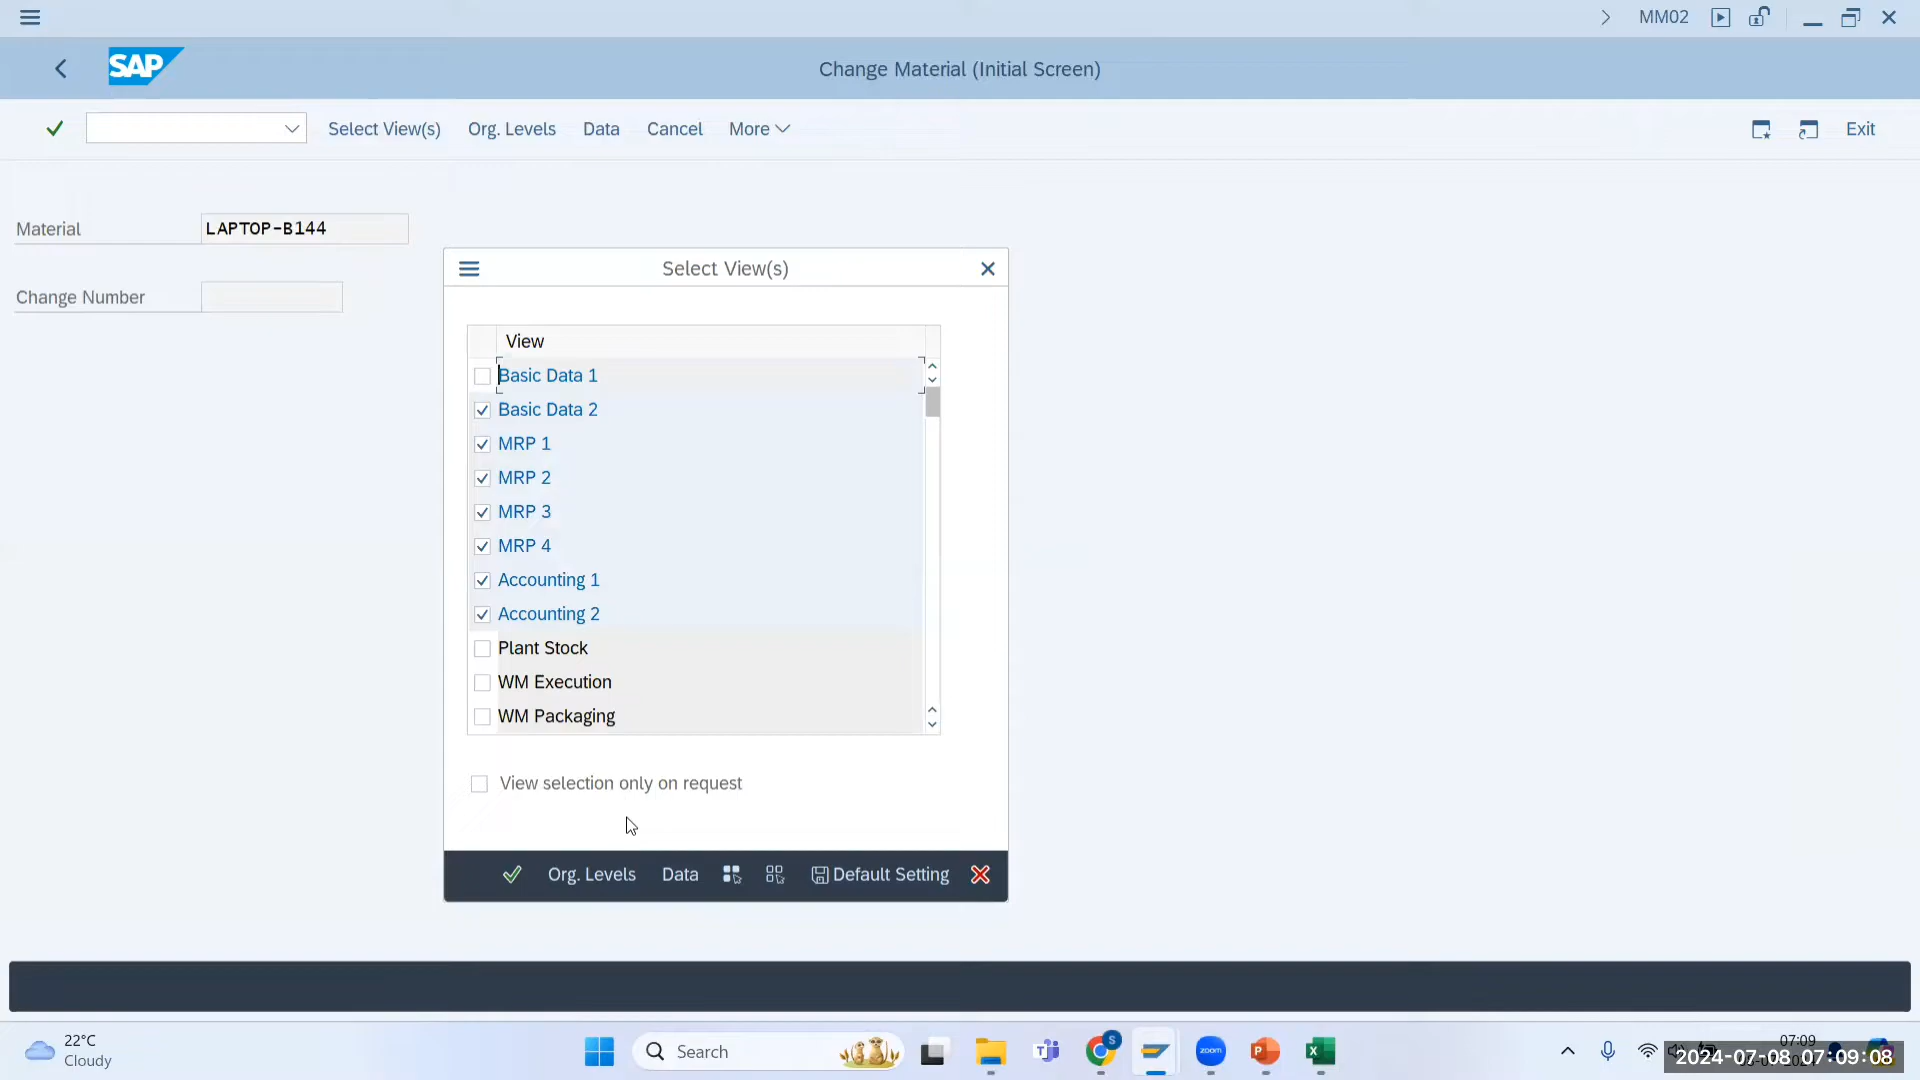 MM02
SAP
Change Material (Initial Screen)
Select View(s)
Org. Levels
Data
Cancel
More
Exit
Material
LAPTOP-B144
Change Number
Select View(s)
View
Basic Data 1
Basic Data 2
MRP 1
MRP 2
MRP 3
MRP 4
Accounting 1
Accounting 2
Plant Stock
WM Execution
WM Packaging
View selection only on request
Org. Levels
Data
Default Setting
22°C
Cloudy
Search
S
zoom
07:09
2024-07-08 07:09:08